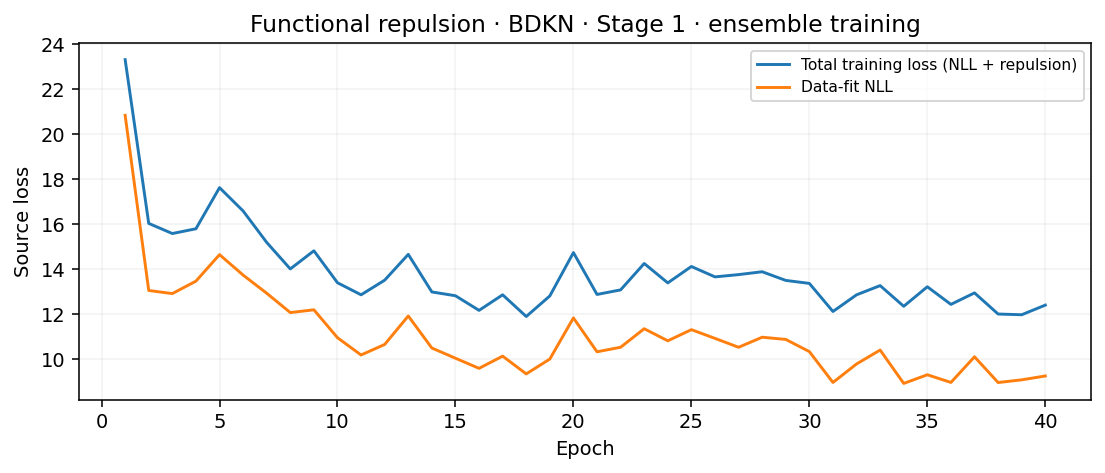 Functional repulsion · BDKN · Stage 1 · ensemble training
Total training loss (NLL + repulsion)
Data-fit NLL
Source loss
24
22
20
18
16
14
12
10
0 5 10 15 20 25 30 35 40
Epoch